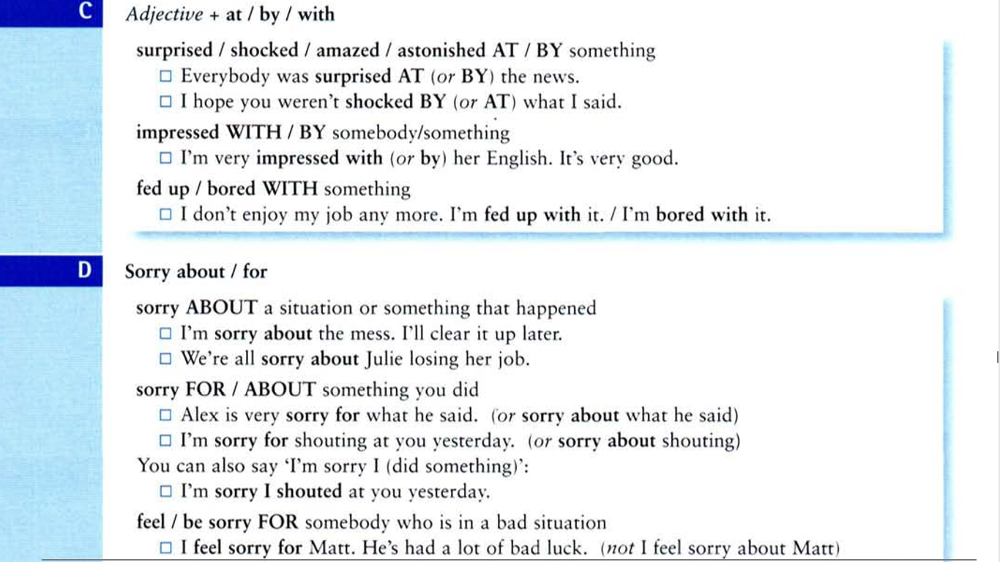 C
Adjective + at / by / with
surprised / shocked / amazed / astonished AT / BY something
□ Everybody was surprised AT (or BY) the news.
□ I hope you weren't shocked BY (or AT) what I said.
impressed WITH / BY somebody/something
□ I'm very impressed with (or by) her English. It's very good.
fed up / bored WITH something
□ I don't enjoy my job any more. I'm fed up with it. / I'm bored with it.
D
Sorry about / for
sorry ABOUT a situation or something that happened
□ I'm sorry about the mess. I'll clear it up later.
□ We're all sorry about Julie losing her job.
sorry FOR / ABOUT something you did
□ Alex is very sorry for what he said. (or sorry about what he said)
□ I'm sorry for shouting at you yesterday. (or sorry about shouting)
You can also say 'I'm sorry I (did something)':
□ I'm sorry I shouted at you yesterday.
feel / be sorry FOR somebody who is in a bad situation
□ I feel sorry for Matt. He's had a lot of bad luck. (not I feel sorry about Matt)